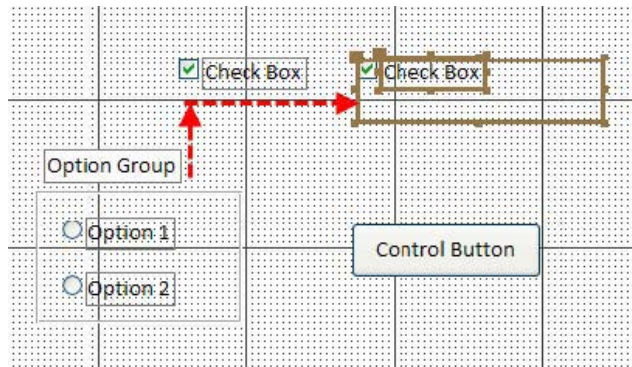 Check Box
Check Box
Option Group
Option 1
Control Button
Option 2